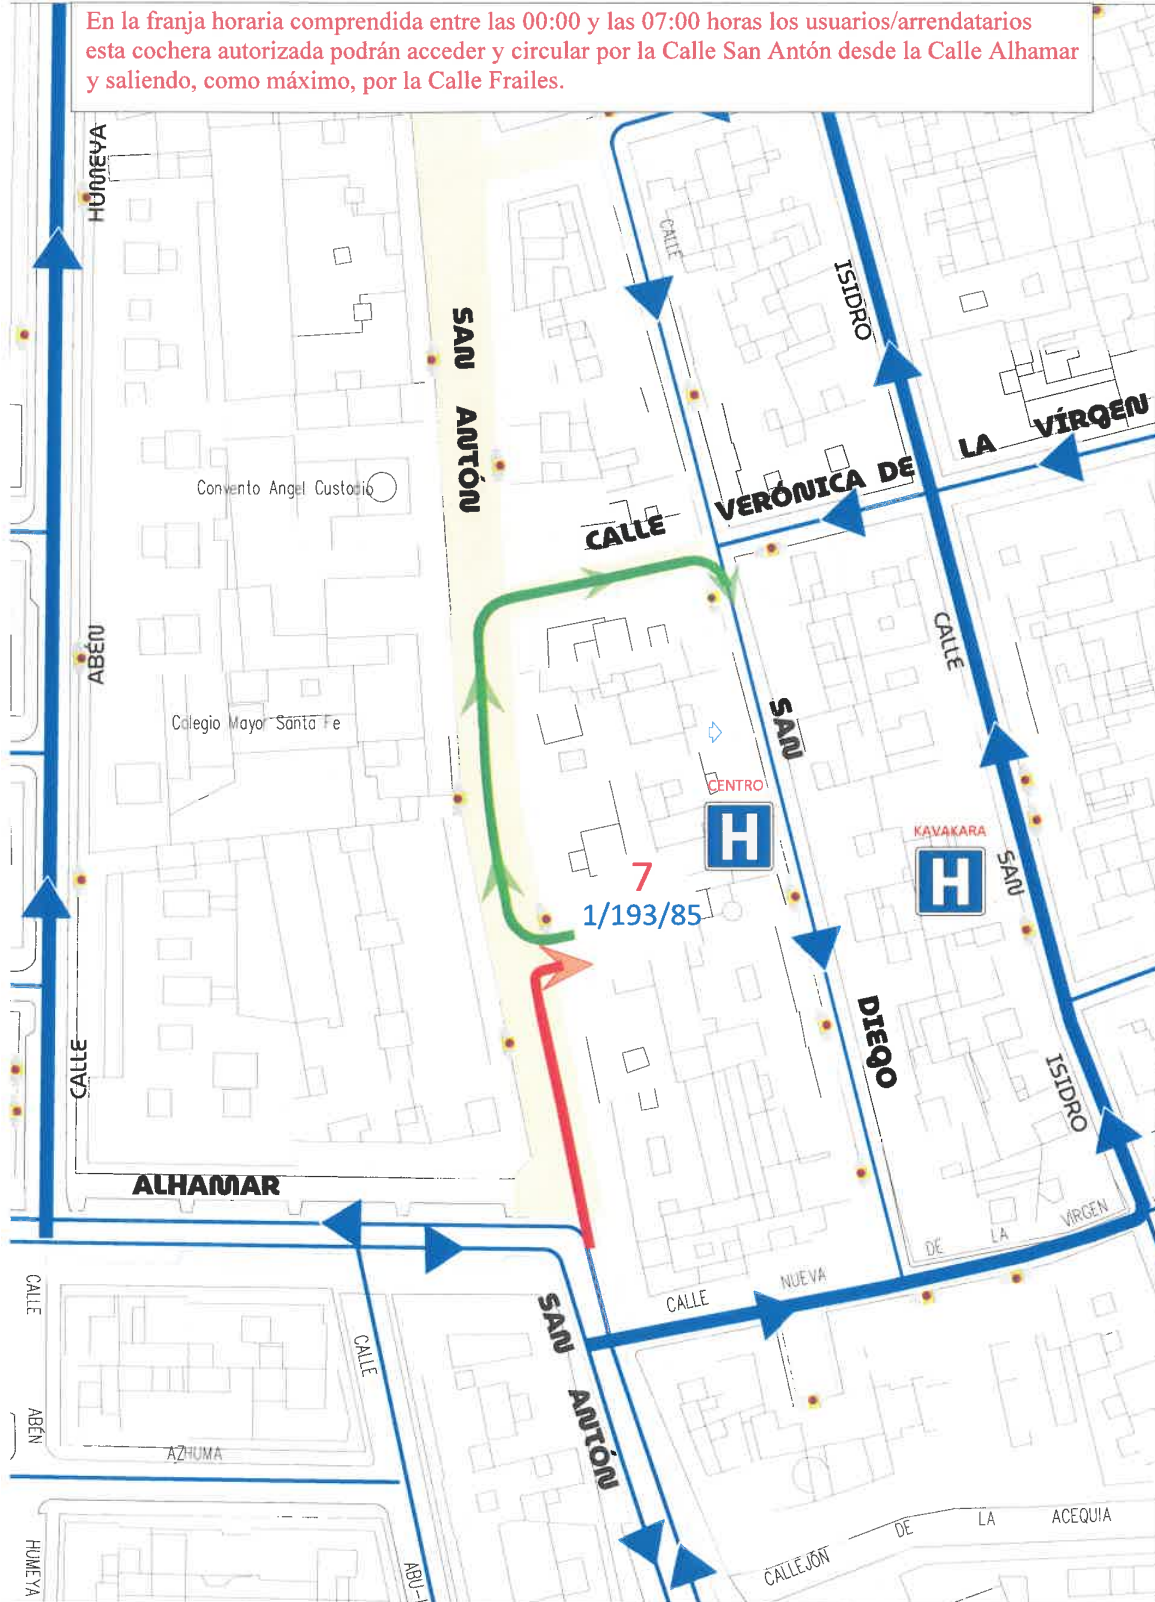 En la franja horaria comprendida entre las 00:00 y las 07:00 horas los usuarios/arrendatarios
esta cochera autorizada podrán acceder y circular por la Calle San Antón desde la Calle Alhamar
y saliendo, como máximo, por la Calle Frailes.
HUMEYA
CALLE
ISIDRO
SAN ANTÓN
LA VÍRGEN
VERÓNICA DE
Convento Angel Custodio
CALLE
ABÉN
CALLE
Colegio Mayor Santa Fe
SAN
CENTRO
H
KAVAKARA
H
SAN
7
1/193/85
DIEGO
CALLE
ISIDRO
ALHAMAR
VIRGEN
LA
DE
NUEVA
CALLE
CALLE
SAN ANTÓN
CALLE
ABÉN
AZHUMA
DE LA ACEQUIA
CALLEJÓN
HUMEYA